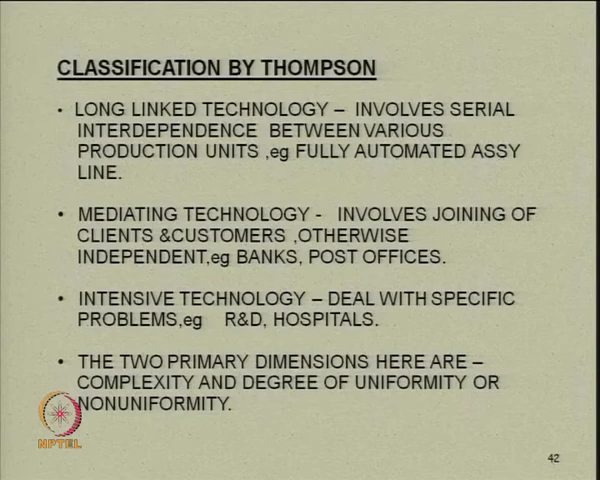 CLASSIFICATION BY THOMPSON
• LONG LINKED TECHNOLOGY – INVOLVES SERIAL
INTERDEPENDENCE BETWEEN VARIOUS
PRODUCTION UNITS ,eg FULLY AUTOMATED ASSY
LINE.
• MEDIATING TECHNOLOGY - INVOLVES JOINING OF
CLIENTS &CUSTOMERS ,OTHERWISE
INDEPENDENT,eg BANKS, POST OFFICES.
• INTENSIVE TECHNOLOGY – DEAL WITH SPECIFIC
PROBLEMS,eg R&D, HOSPITALS.
• THE TWO PRIMARY DIMENSIONS HERE ARE –
COMPLEXITY AND DEGREE OF UNIFORMITY OR
NONUNIFORMITY.
NPTEL
42